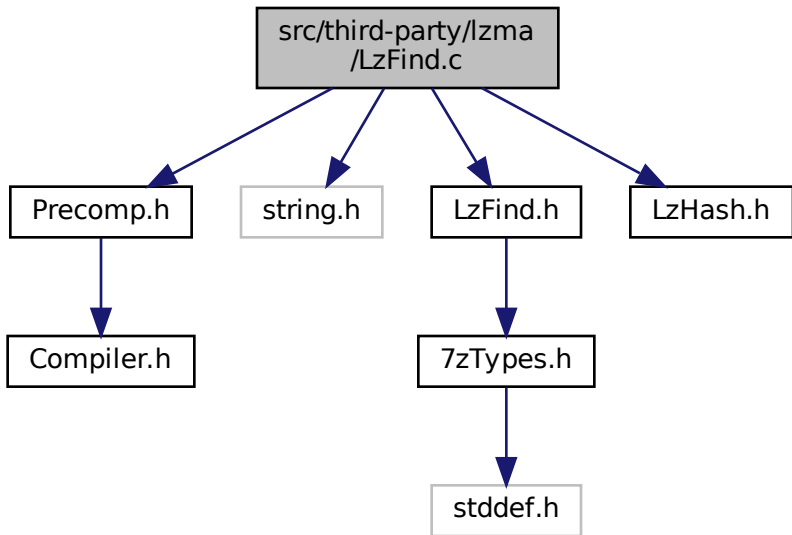 src/third-party/lzma
/LzFind.c
Precomp.h
string.h
LzFind.h
LzHash.h
Compiler.h
7zTypes.h
stddef.h